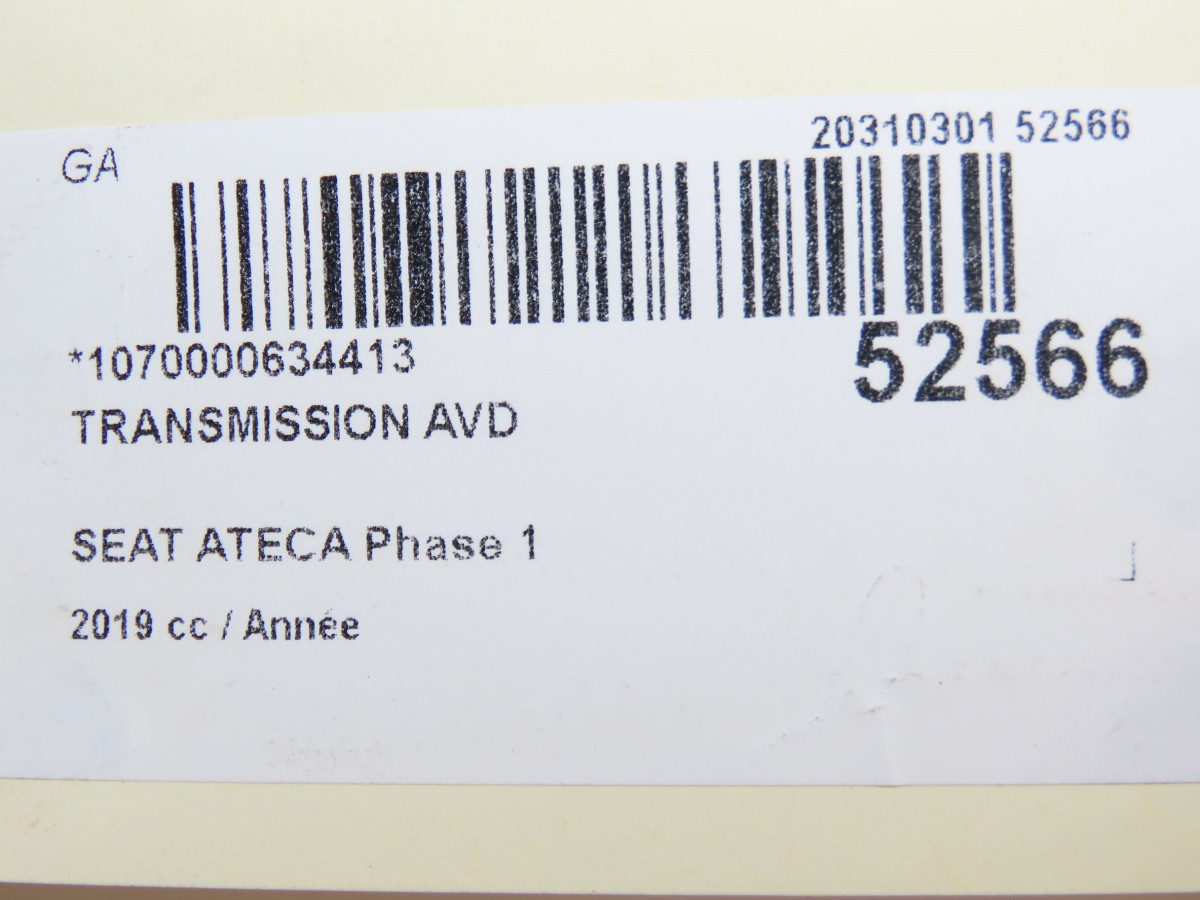 20310301 52566
GA
*1070000634413
52566
TRANSMISSION AVD
SEAT ATECA Phase 1
2019 cc / Année